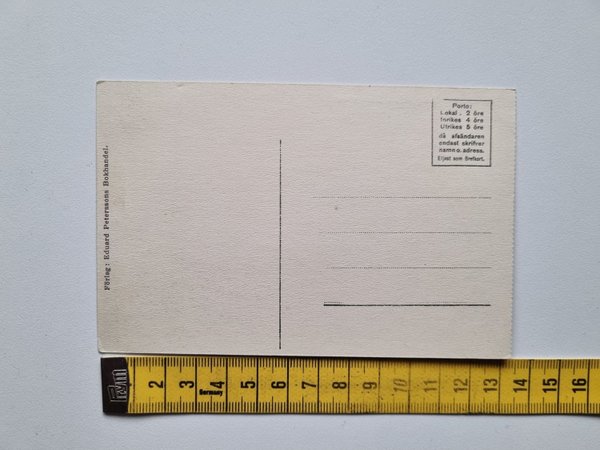 Porto:
Lokal . 2 öre
Inrikes 4 öre
Utrikes 5 öre
då afsändaren
endast skrifver
namn o. adress.
Eljest som brefkort.
Förlag: Eduard Peterssons Bokhandel.
2 3 4 5 6 7 8 9 10 11 12 13 14 15 16
Germany